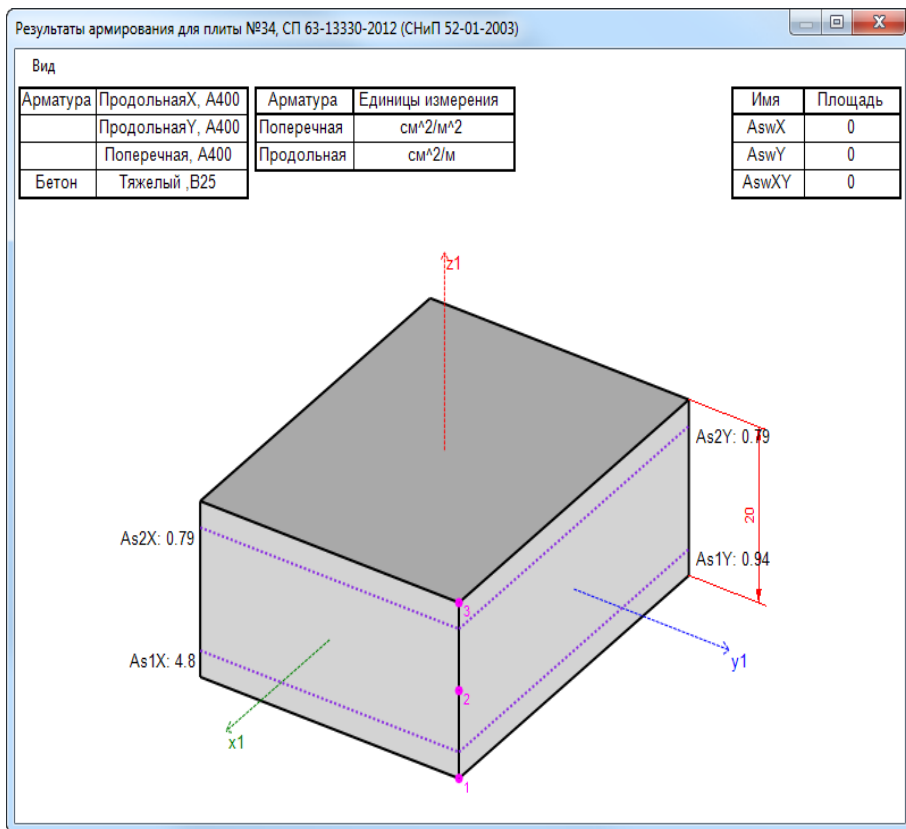 Результаты армирования для плиты №34, СП 63-13330-2012 (СНиП 52-01-2003)
Вид
Арматура ПродольнаяX, А400
ПродольнаяY, А400
Поперечная, А400
Бетон Тяжелый ,В25
Арматура Единицы измерения
Поперечная см^2/м^2
Продольная см^2/м
Имя Площадь
AswX 0
AswY 0
AswXY 0
z1
As2Y: 0.79
20
As2X: 0.79
As1Y: 0.94
3
As1X: 4.8
y1
2
x1
1